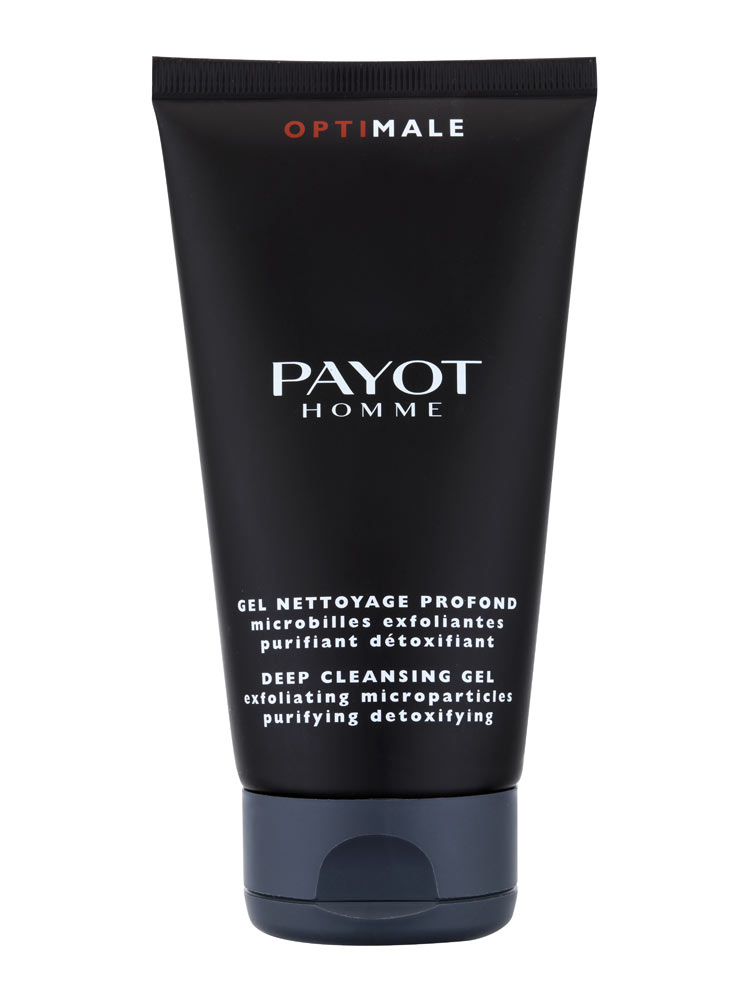 OPTIMALE
PAYOT
HOMME
GEL NETTOYAGE PROFOND
microbilles exfoliantes
purifiant détoxifiant
DEEP CLEANSING GEL
exfoliating microparticles
purifying detoxifying